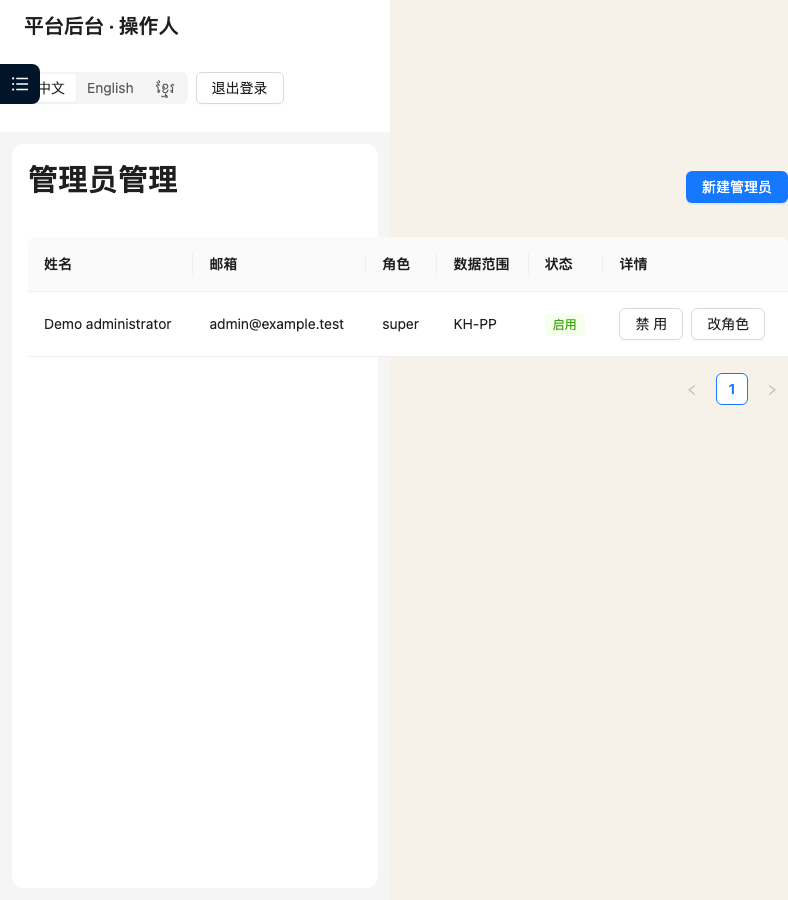 平台后台 · 操作人
中文 English ខ្មែរ 退出登录
管理员管理
新建管理员
姓名 邮箱 角色 数据范围 状态 详情
Demo administrator admin@example.test super KH-PP 启用 禁 用 改角色
1